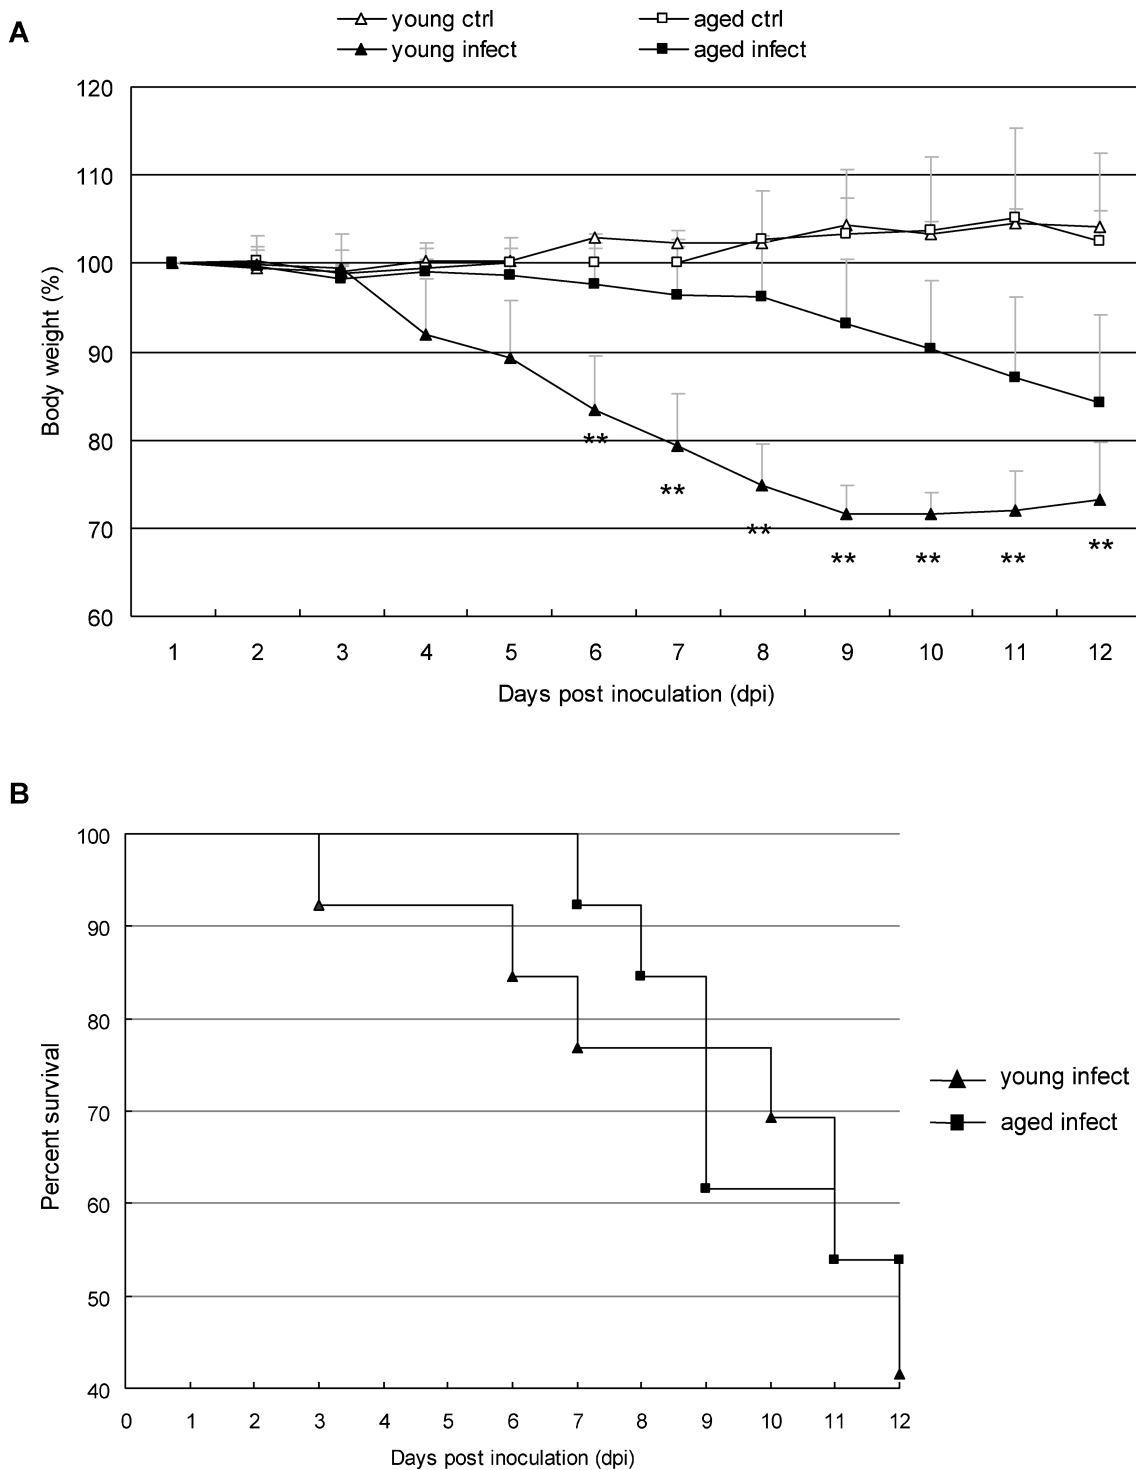 A
young ctrl
aged ctrl
young infect
aged infect
120
110
100
90
80
70
60
Body weight (%)
**
**
**
**
**
**
**
1 2 3 4 5 6 7 8 9 10 11 12
Days post inoculation (dpi)
B
100
90
80
70
60
50
40
Percent survival
young infect
aged infect
0 1 2 3 4 5 6 7 8 9 10 11 12
Days post inoculation (dpi)